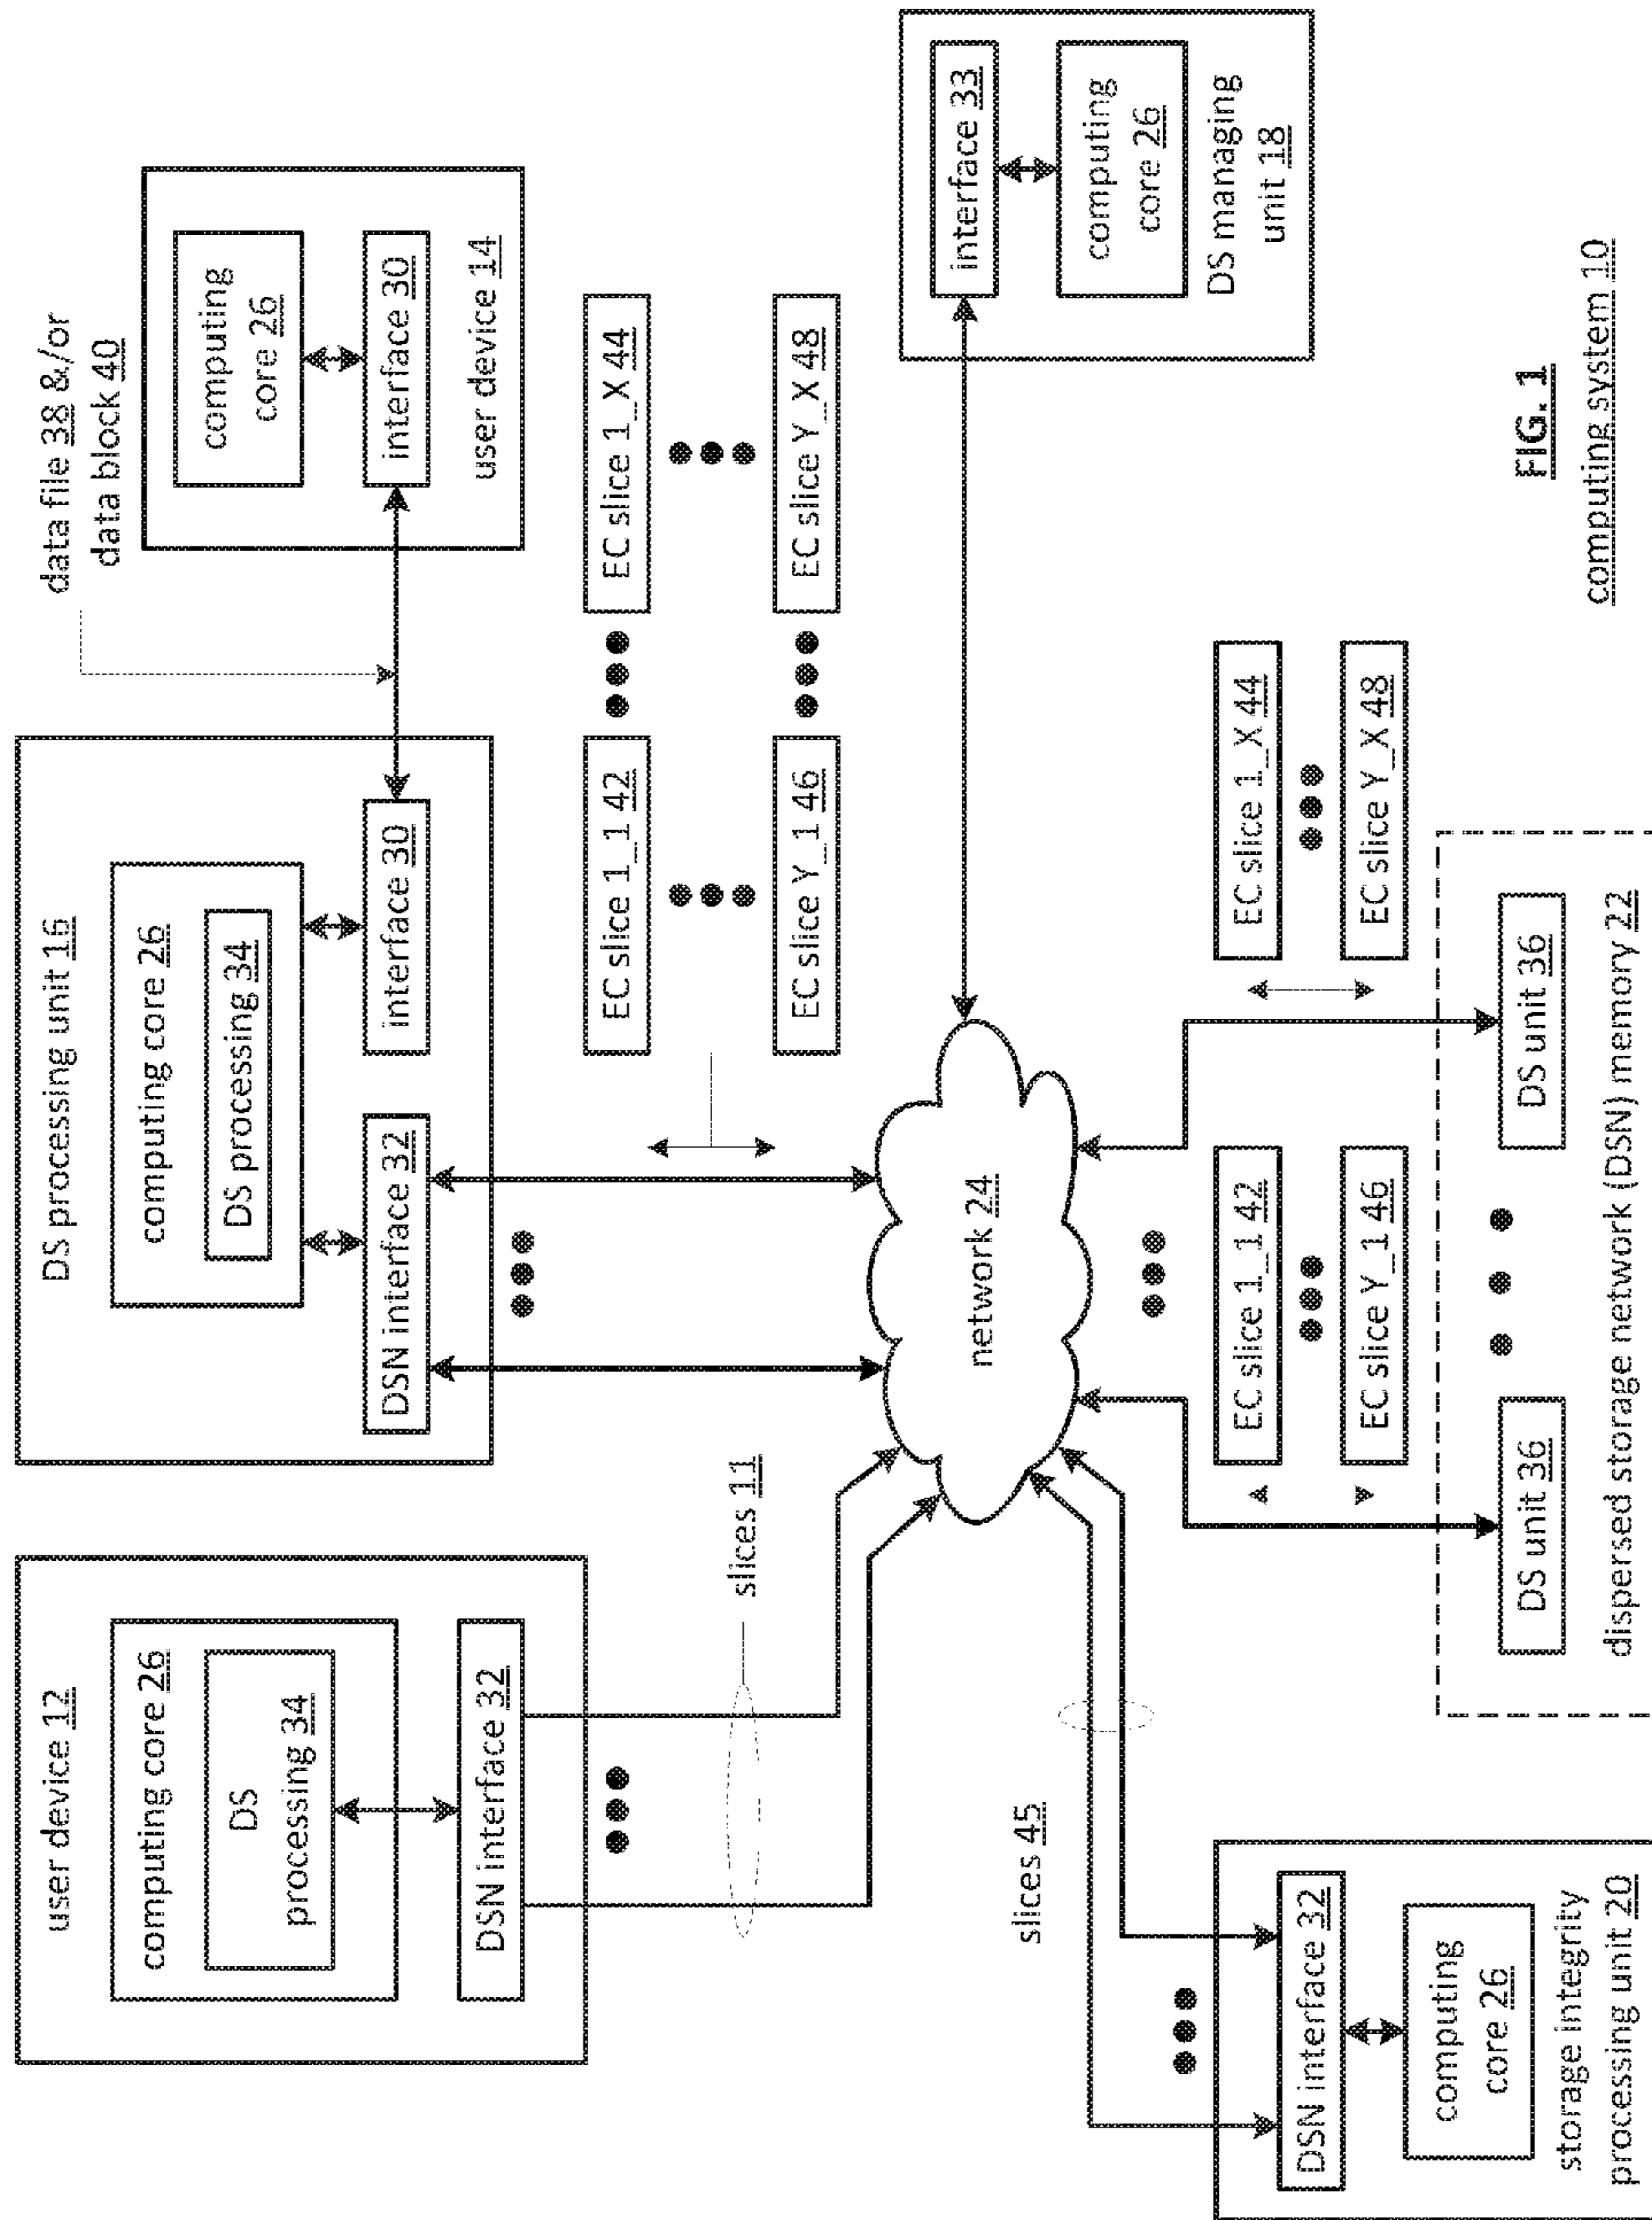 user device 12
computing core 26
DS
processing 34
DSN interface 32
slices 11
DS processing unit 16
computing core 26
DS processing 34
DSN interface 32
interface 30
data file 38 &/or
data block 40
computing
core 26
interface 30
user device 14
EC slice 1_1 42
EC slice 1_X 44
EC slice Y_1 46
EC slice Y_X 48
network 24
interface 33
computing
core 26
DS managing
unit 18
slices 45
DSN interface 32
computing
core 26
storage integrity
processing unit 20
EC slice 1_1 42
EC slice Y_1 46
EC slice 1_X 44
EC slice Y_X 48
DS unit 36
DS unit 36
dispersed storage network (DSN) memory 22
FIG. 1
computing system 10